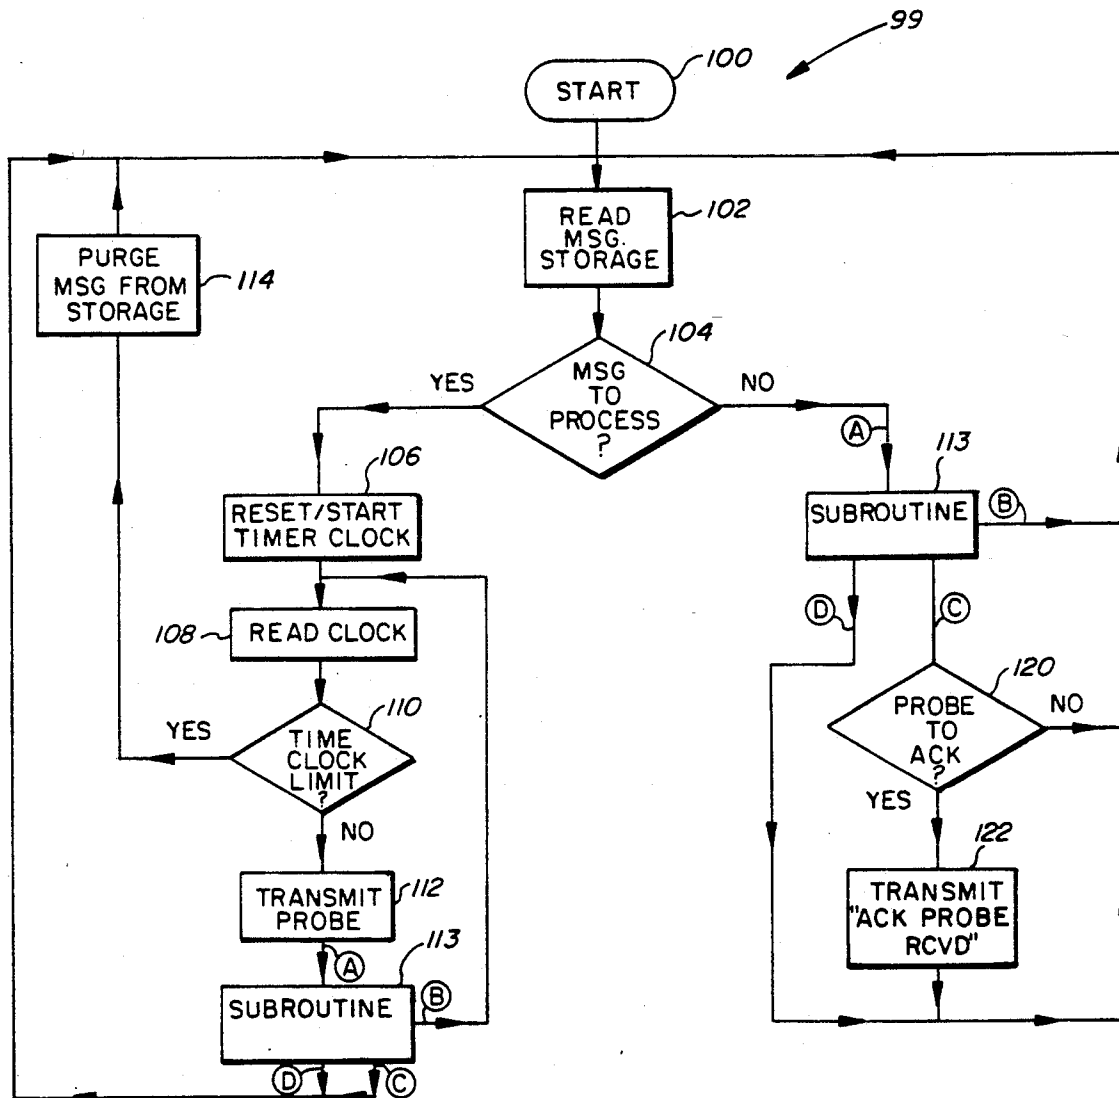 99
100
START
READ
MSG.
STORAGE
102
PURGE
MSG FROM
STORAGE
114
104
MSG
TO
PROCESS
?
YES
NO
A
106
RESET/START
TIMER CLOCK
113
SUBROUTINE
B
108
READ CLOCK
D
C
110
TIME
CLOCK
LIMIT
?
YES
NO
120
PROBE
TO
ACK
?
NO
YES
112
TRANSMIT
PROBE
122
TRANSMIT
"ACK PROBE
RCVD"
A
113
SUBROUTINE
B
D
C